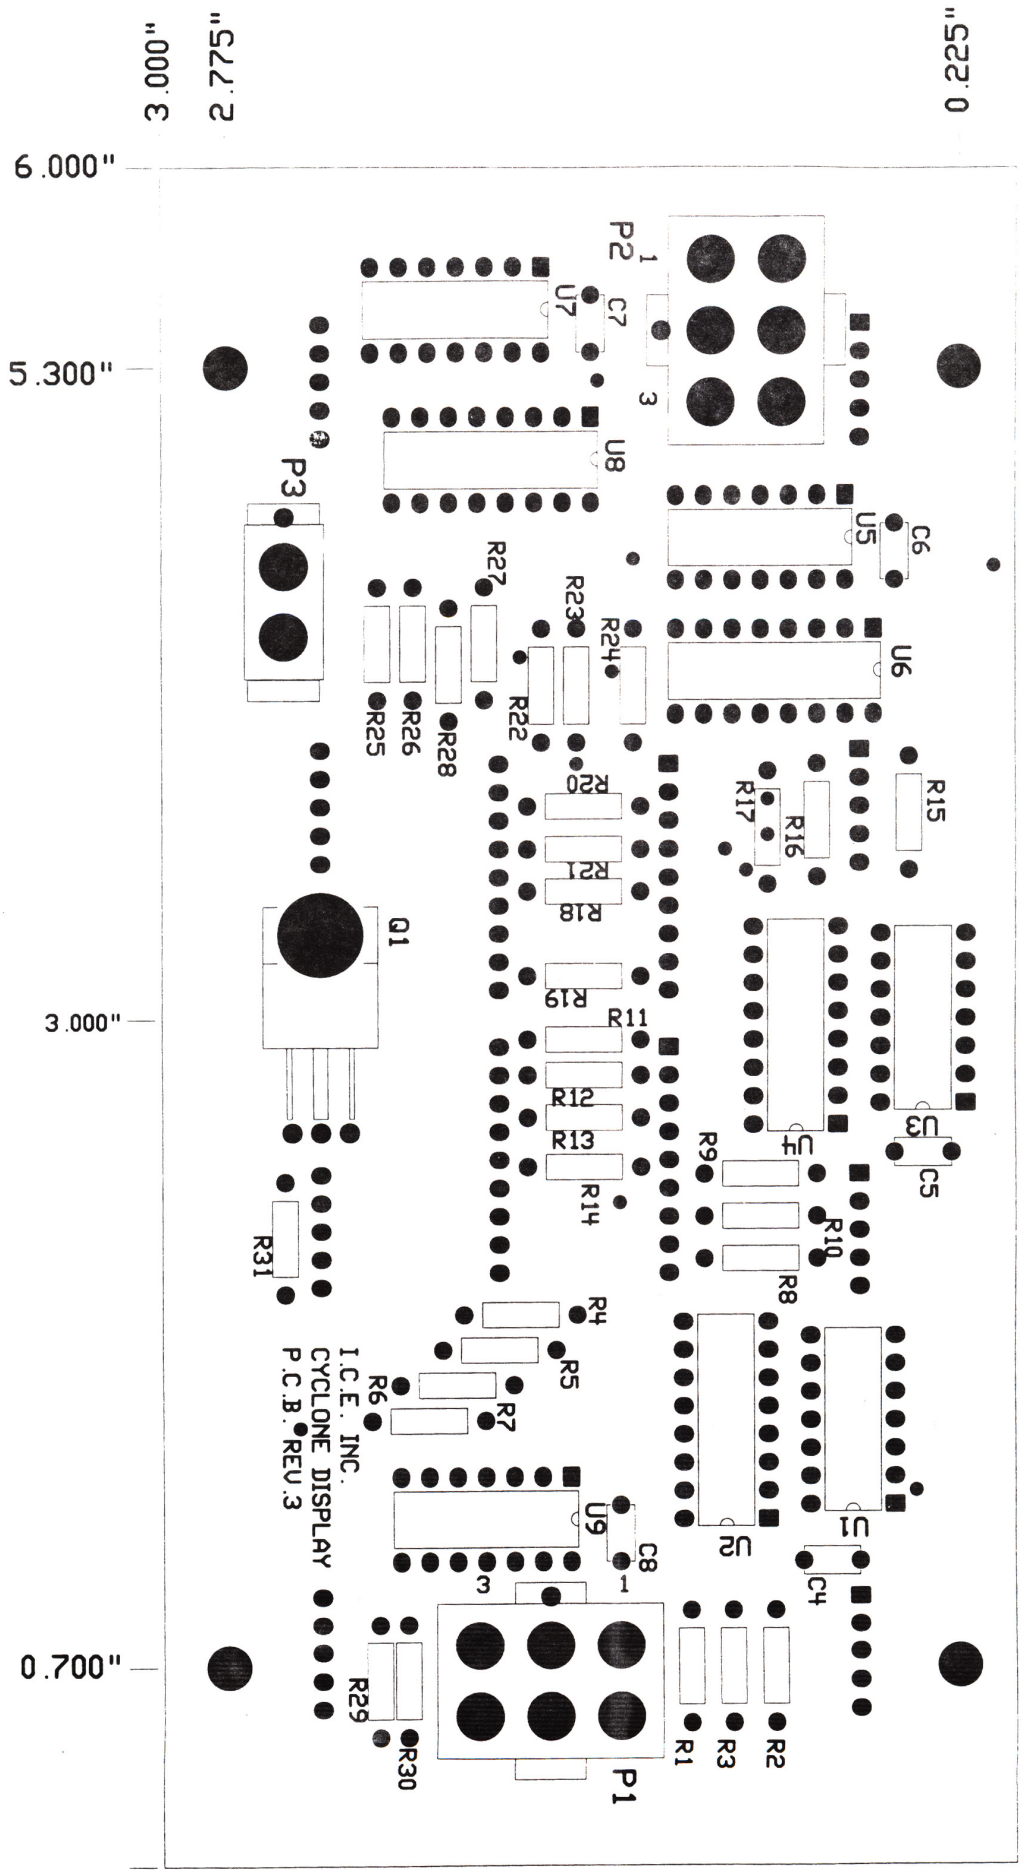 3.000"
2.775"
0.225"
6.000"
P2
1
U7
C7
5.300"
3
U8
P3
U5
C6
R27
R23
R24
U6
R22
R25
R26
R28
R20
R17
R16
R15
R21
R18
Q1
R19
3.000"
R11
R12
R13
R14
U3
U4
R9
C5
R10
R31
R8
R4
R5
R6
R7
I.C.E. INC.
CYCLONE DISPLAY
P.C.B. REV.3
U9
U2
U1
C8
C4
3
1
0.700"
R29
R30
R1
R3
R2
P1